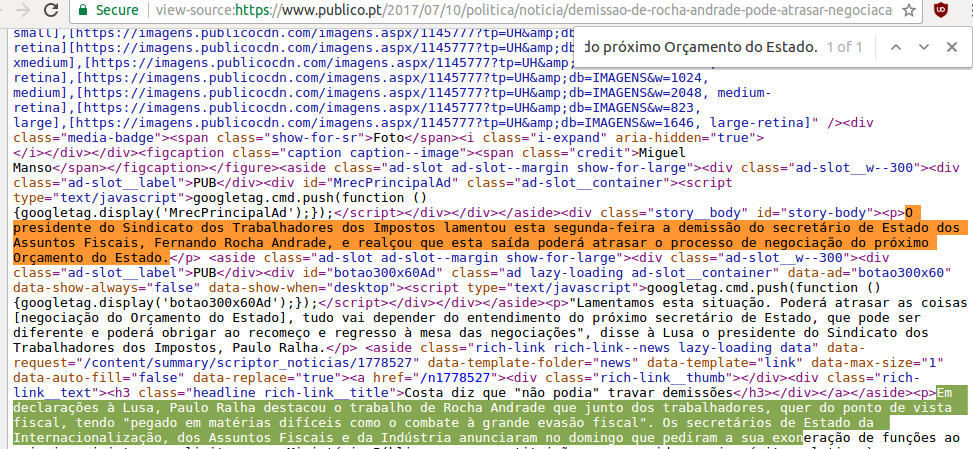 Secure view-source:https://www.publico.pt/2017/07/10/politica/noticia/demissao-de-rocha-andrade-pode-atrasar-negociacao
do próximo Orçamento do Estado. 1 of 1
small],[https://imagens.publicocdn.com/imagens.aspx/1145777?tp=UH&amp;db=IMAGENS&w=
retina][https://imagens.publicocdn.com/imagens.aspx/1145777?tp=UH&amp;
xmedium],[https://imagens.publicocdn.com/imagens.aspx/1145777?tp=UH&amp;
retina],[https://imagens.publicocdn.com/imagens.aspx/1145777?tp=UH&amp;db=IMAGENS&w=1024,
medium],[https://imagens.publicocdn.com/imagens.aspx/1145777?tp=UH&amp;db=IMAGENS&w=2048, medium-
retina],[https://imagens.publicocdn.com/imagens.aspx/1145777?tp=UH&amp;db=IMAGENS&w=823,
large],[https://imagens.publicocdn.com/imagens.aspx/1145777?tp=UH&amp;db=IMAGENS&w=1646, large-retina]" /><div
class="media-badge"><span class="show-for-sr">Foto</span><i class="i-expand" aria-hidden="true">
</i></div></div><figcaption class="caption caption--image"><span class="credit">Miguel
Manso</span></figcaption></figure><aside class="ad-slot ad-slot--margin show-for-large"><div class="ad-slot__w--300"><div
class="ad-slot__label">PUB</div><div id="MrecPrincipalAd" class="ad-slot__container"><script
type="text/javascript">googletag.cmd.push(function ()
{googletag.display('MrecPrincipalAd');});</script></div></div></aside><div class="story__body" id="story-body"><p>O
presidente do Sindicato dos Trabalhadores dos Impostos lamentou esta segunda-feira a demissão do secretário de Estado dos
Assuntos Fiscais, Fernando Rocha Andrade, e realçou que esta saída poderá atrasar o processo de negociação do próximo
Orçamento do Estado.</p> <aside class="ad-slot ad-slot--margin show-for-large"><div class="ad-slot__w--300"><div
class="ad-slot__label">PUB</div><div id="botao300x60Ad" class="ad lazy-loading ad-slot__container" data-ad="botao300x60"
data-show-always="false" data-show-when="desktop"><script type="text/javascript">googletag.cmd.push(function ()
{googletag.display('botao300x60Ad');});</script></div></div></aside><p>"Lamentamos esta situação. Poderá atrasar as coisas
[negociação do Orçamento do Estado], tudo vai depender do entendimento do próximo secretário de Estado, que pode ser
diferente e poderá obrigar ao recomeço e regresso à mesa das negociações", disse à Lusa o presidente do Sindicato dos
Trabalhadores dos Impostos, Paulo Ralha.</p> <aside class="rich-link rich-link--news lazy-loading data" data-
request="/content/summary/scriptor_noticias/1778527" data-template-folder="news" data-template="link" data-max-size="1"
data-auto-fill="false" data-replace="true"><a href="/n1778527"><div class="rich-link__thumb"></div><div class="rich-
link__text"><h3 class="headline rich-link__title">Costa diz que "não podia" travar demissões</h3></div></a></aside><p>Em
declarações à Lusa, Paulo Ralha destacou o trabalho de Rocha Andrade que junto dos trabalhadores, quer do ponto de vista
fiscal, tendo "pegado em matérias difíceis como o combate à grande evasão fiscal". Os secretários de Estado da
Internacionalização, dos Assuntos Fiscais e da Indústria anunciaram no domingo que pediram a sua exoneração de funções ao